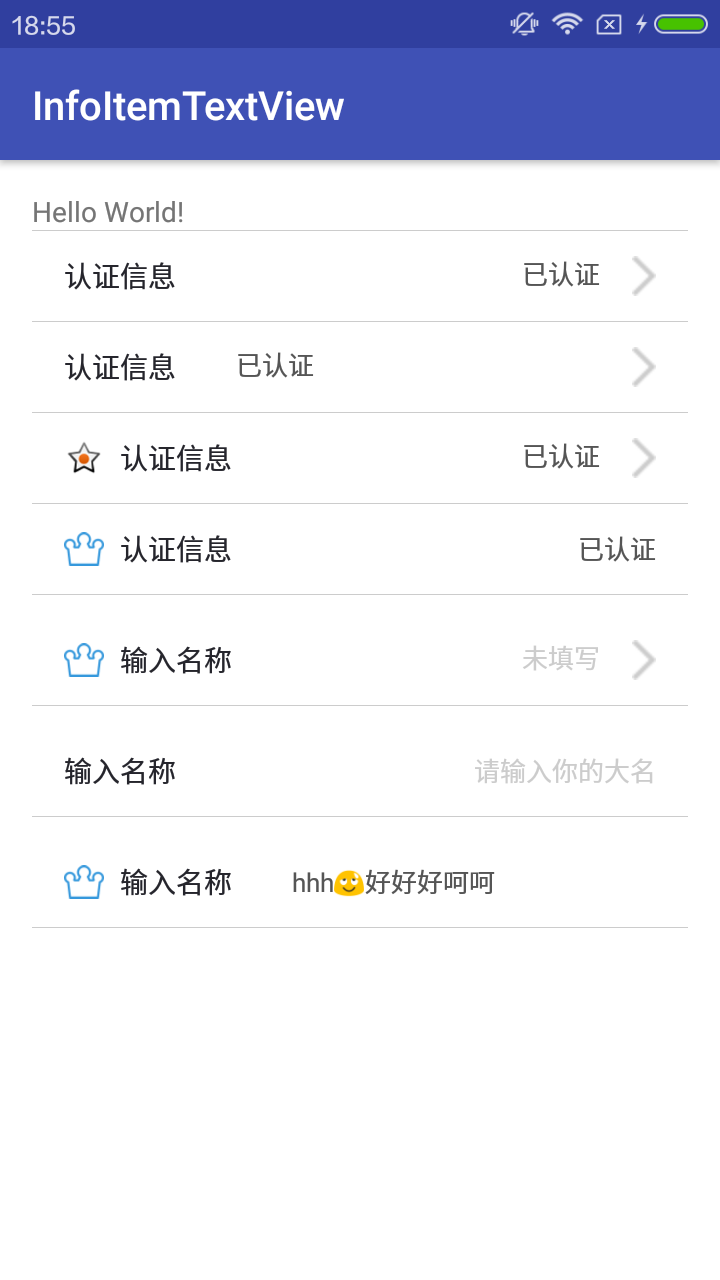 18:55
InfoItemTextView
Hello World!
认证信息 已认证
认证信息 已认证
认证信息 已认证
认证信息 已认证
输入名称 未填写
输入名称 请输入你的大名
输入名称 hhh🙄好好好呵呵